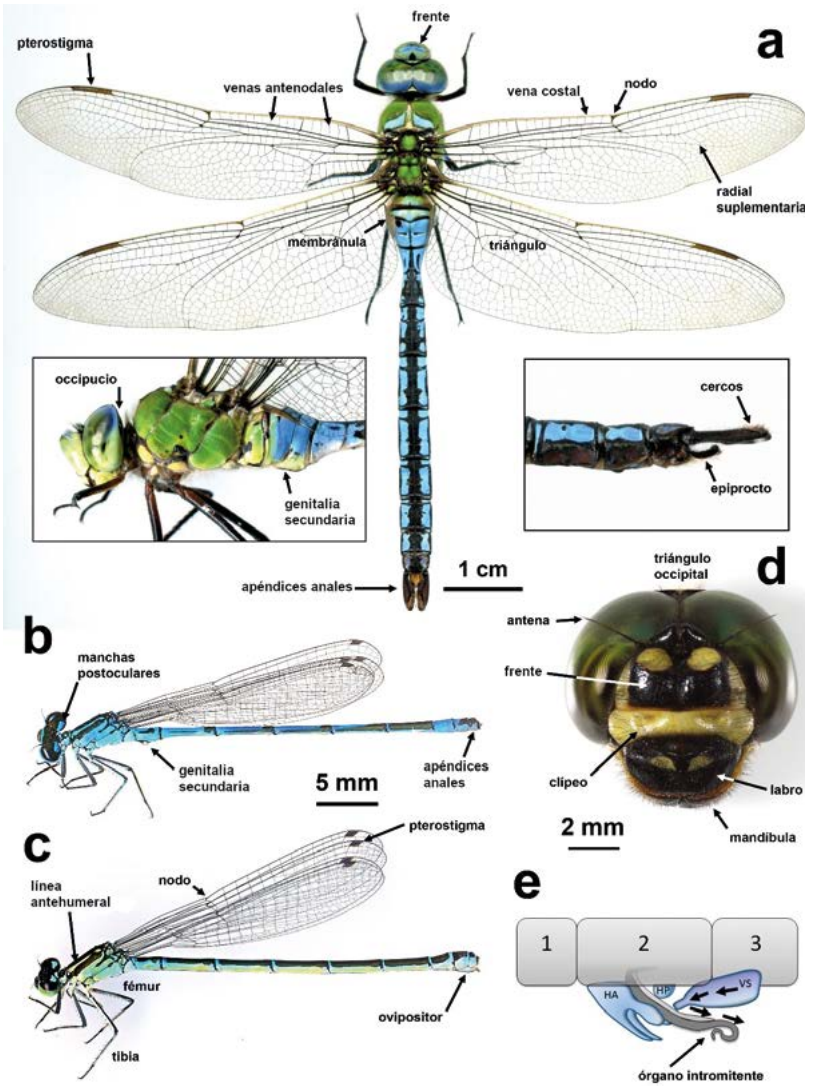 a
frente
pterostigma
venas antenodales
vena costal
nodo
radial
suplementaria
membránula
triángulo
occipucio
genitalia
secundaria
cercos
epiprocto
apéndices anales
1 cm
b
manchas
postoculares
genitalia
secundaria
apéndices
anales
5 mm
c
pterostigma
nodo
línea
antehumeral
fémur
tibia
ovipositor
d
triángulo
occipital
antena
frente
clípeo
labro
mandíbula
2 mm
e
1 2 3
HA HP VS
órgano intromitente